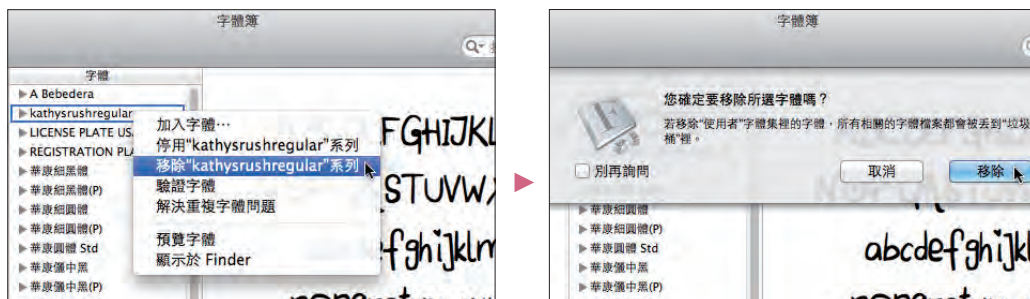 字體簿
字體
A Bebedera
kathysrushregular
LICENSE PLATE US
REGISTRATION PLA
華康細黑體
華康細黑體(P)
華康細圓體
華康細圓體(P)
華康圓體 Std
華康儷中黑
華康儷中黑(P)
加入字體…
停用“kathysrushregular”系列
移除“kathysrushregular”系列
驗證字體
解決重複字體問題
預覽字體
顯示於 Finder
FGHIJKL
STUVW
efghijklm
字體簿
您確定要移除所選字體嗎？
若移除“使用者”字體集裡的字體，所有相關的字體檔案都會被丟到“垃圾
桶”裡。
別再詢問
取消
移除
華康細圓體
華康細圓體(P)
華康圓體 Std
華康儷中黑
華康儷中黑(P)
abcdefghijkl